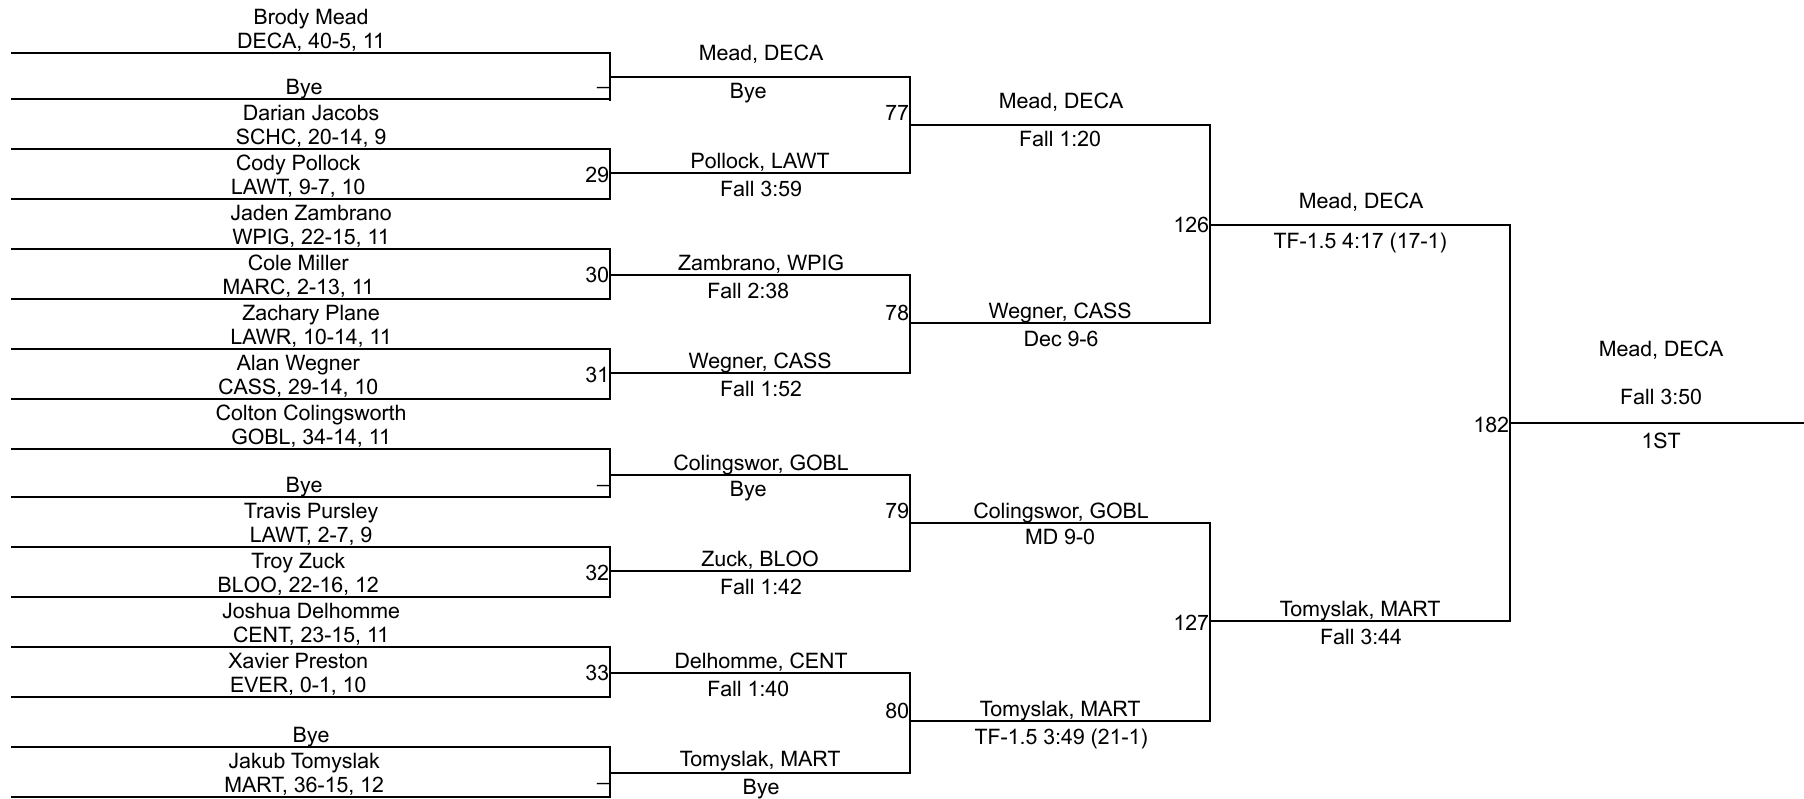 Brody Mead
DECA, 40-5, 11
Bye
Darian Jacobs
SCHC, 20-14, 9
Cody Pollock
LAWT, 9-7, 10
Jaden Zambrano
WPIG, 22-15, 11
Cole Miller
MARC, 2-13, 11
Zachary Plane
LAWR, 10-14, 11
Alan Wegner
CASS, 29-14, 10
Colton Colingsworth
GOBL, 34-14, 11
Bye
Travis Pursley
LAWT, 2-7, 9
Troy Zuck
BLOO, 22-16, 12
Joshua Delhomme
CENT, 23-15, 11
Xavier Preston
EVER, 0-1, 10
Bye
Jakub Tomyslak
MART, 36-15, 12
29
30
31
32
33
Mead, DECA
Bye
Pollock, LAWT
Fall 3:59
Zambrano, WPIG
Fall 2:38
Wegner, CASS
Fall 1:52
Colingswor, GOBL
Bye
Zuck, BLOO
Fall 1:42
Delhomme, CENT
Fall 1:40
Tomyslak, MART
Bye
77
78
79
80
Mead, DECA
Fall 1:20
Wegner, CASS
Dec 9-6
Colingswor, GOBL
MD 9-0
Tomyslak, MART
TF-1.5 3:49 (21-1)
126
127
Mead, DECA
TF-1.5 4:17 (17-1)
Tomyslak, MART
Fall 3:44
182
Mead, DECA
Fall 3:50
1ST